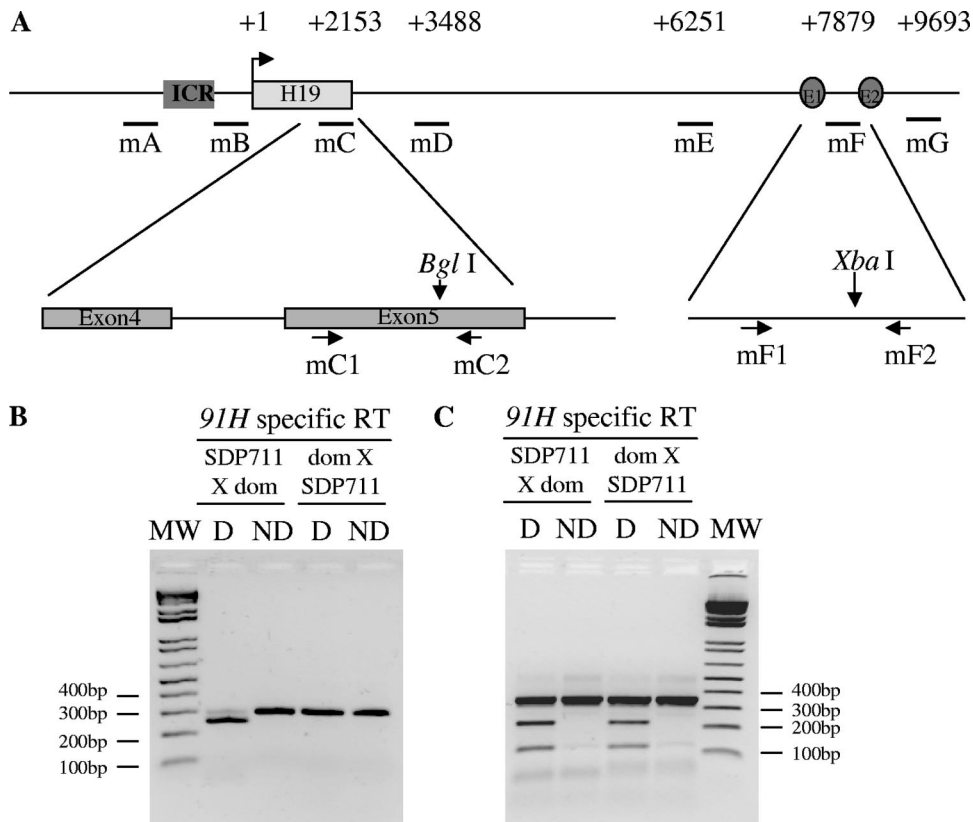 A +1 +2153 +3488 +6251 +7879 +9693
ICR H19 E1 E2
mA mB mC mD mE mF mG
Bgl I Xba I
Exon4 Exon5
mC1 mC2 mF1 mF2
B 91H specific RT
SDP711 X dom
dom X SDP711
MW D ND D ND
400bp
300bp
200bp
100bp
C 91H specific RT
SDP711 X dom
dom X SDP711
D ND D ND MW
400bp
300bp
200bp
100bp